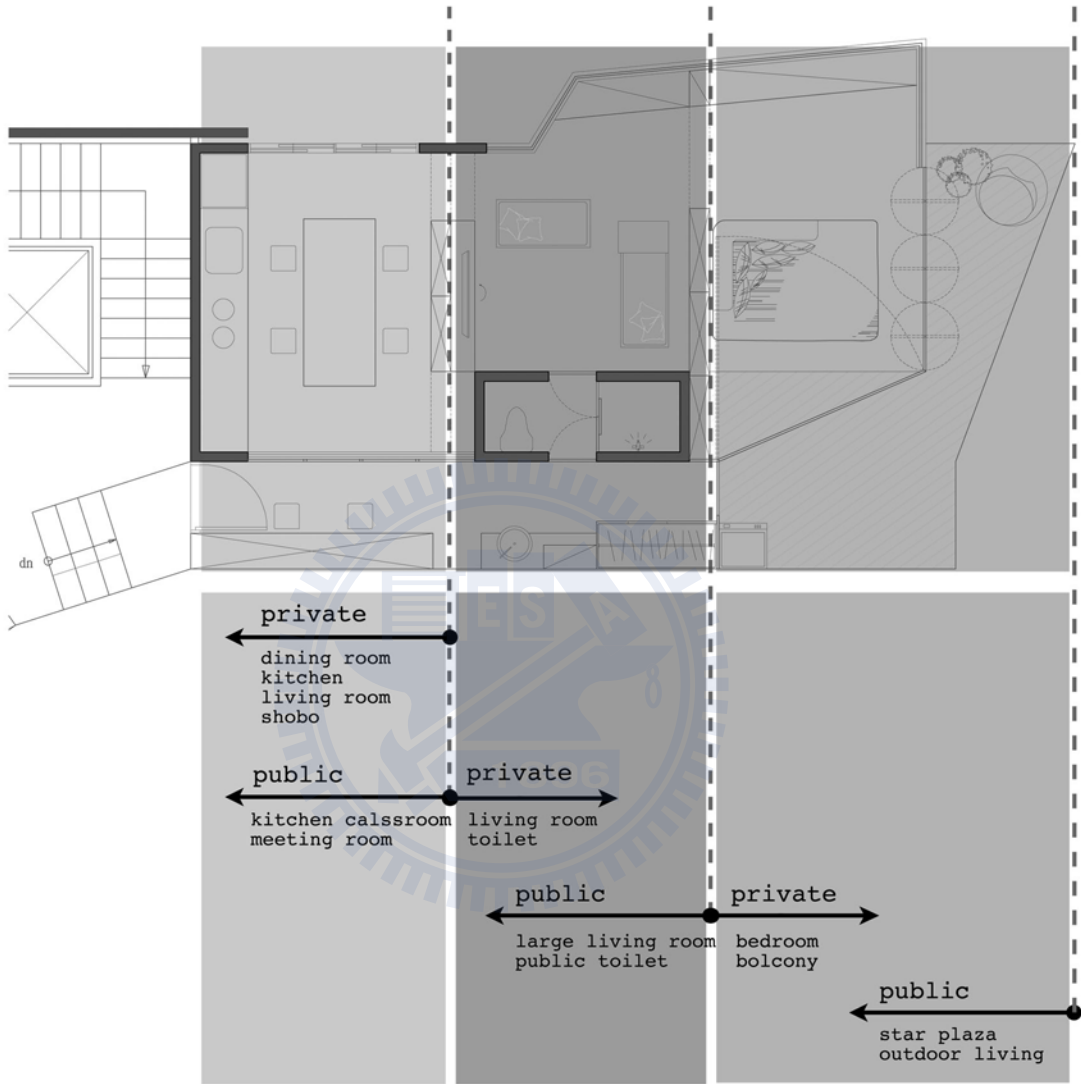 dn
E S A
private
dining room
kitchen
living room
shobo
public
kitchen calssroom
meeting room
private
living room
toilet
1896
public
large living room
public toilet
private
bedroom
bolcony
public
star plaza
outdoor living